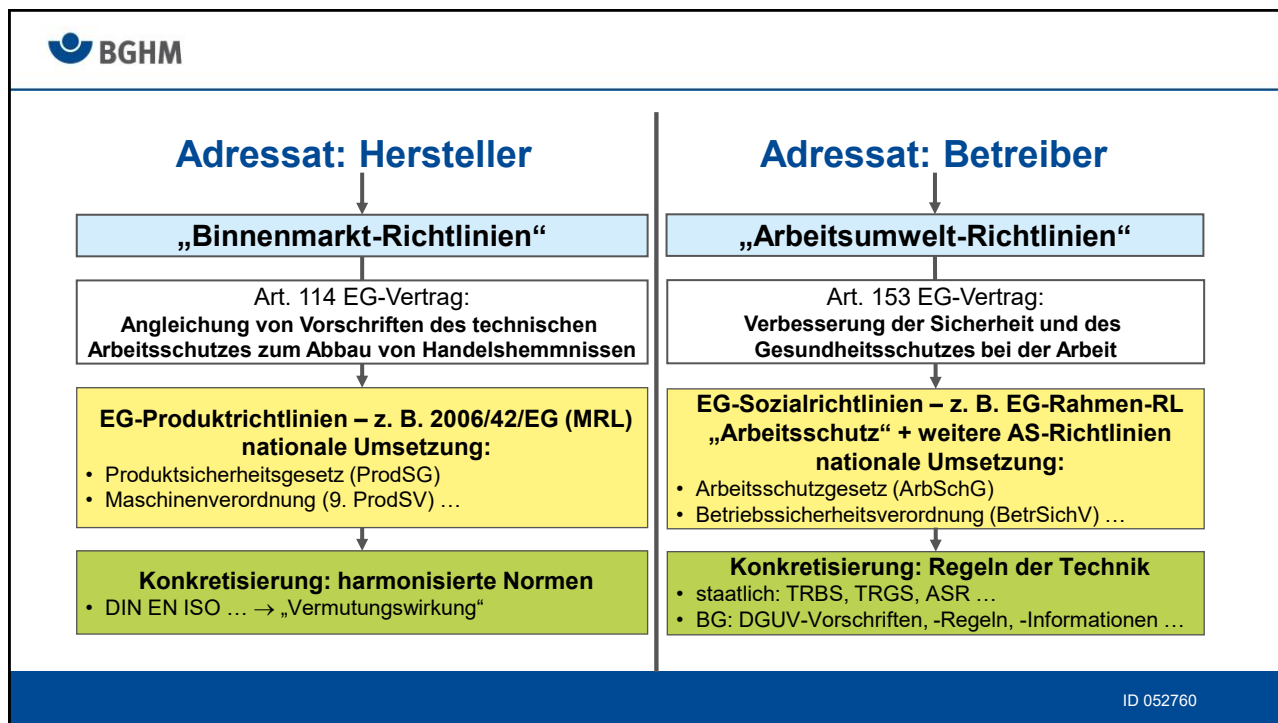 BGHM
Adressat: Hersteller
„Binnenmarkt-Richtlinien“
Art. 114 EG-Vertrag:
Angleichung von Vorschriften des technischen
Arbeitsschutzes zum Abbau von Handelshemmnissen
EG-Produktrichtlinien – z. B. 2006/42/EG (MRL)
nationale Umsetzung:
• Produktsicherheitsgesetz (ProdSG)
• Maschinenverordnung (9. ProdSV) …
Konkretisierung: harmonisierte Normen
• DIN EN ISO … → „Vermutungswirkung“
Adressat: Betreiber
„Arbeitsumwelt-Richtlinien“
Art. 153 EG-Vertrag:
Verbesserung der Sicherheit und des
Gesundheitsschutzes bei der Arbeit
EG-Sozialrichtlinien – z. B. EG-Rahmen-RL
„Arbeitsschutz“ + weitere AS-Richtlinien
nationale Umsetzung:
• Arbeitsschutzgesetz (ArbSchG)
• Betriebssicherheitsverordnung (BetrSichV) …
Konkretisierung: Regeln der Technik
• staatlich: TRBS, TRGS, ASR …
• BG: DGUV-Vorschriften, -Regeln, -Informationen …
ID 052760